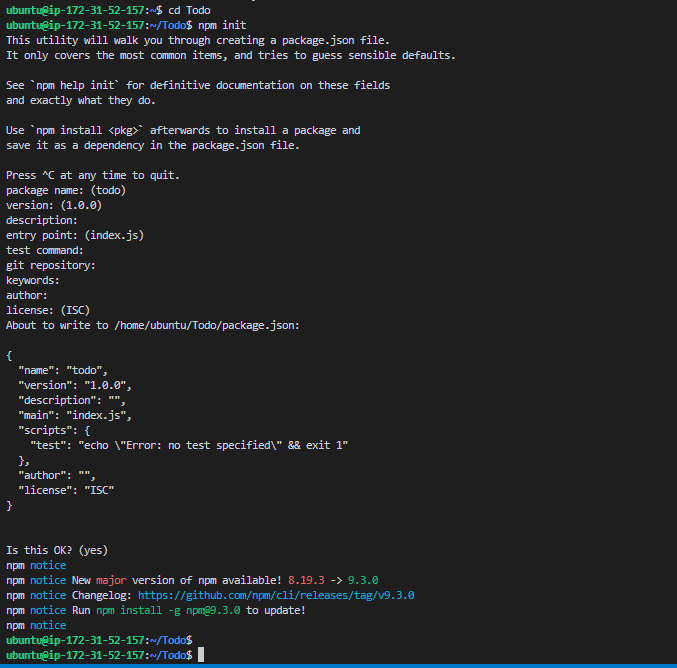 ubuntu@ip-172-31-52-157:~$ cd Todo
ubuntu@ip-172-31-52-157:~/Todo$ npm init
This utility will walk you through creating a package.json file.
It only covers the most common items, and tries to guess sensible defaults.
See `npm help init` for definitive documentation on these fields
and exactly what they do.
Use `npm install <pkg>` afterwards to install a package and
save it as a dependency in the package.json file.
Press ^C at any time to quit.
package name: (todo)
version: (1.0.0)
description:
entry point: (index.js)
test command:
git repository:
keywords:
author:
license: (ISC)
About to write to /home/ubuntu/Todo/package.json:
{
  "name": "todo",
  "version": "1.0.0",
  "description": "",
  "main": "index.js",
  "scripts": {
    "test": "echo \"Error: no test specified\" && exit 1"
  },
  "author": "",
  "license": "ISC"
}
Is this OK? (yes)
npm notice
npm notice New major version of npm available! 8.19.3 -> 9.3.0
npm notice Changelog: https://github.com/npm/cli/releases/tag/v9.3.0
npm notice Run npm install -g npm@9.3.0 to update!
npm notice
ubuntu@ip-172-31-52-157:~/Todo$
ubuntu@ip-172-31-52-157:~/Todo$